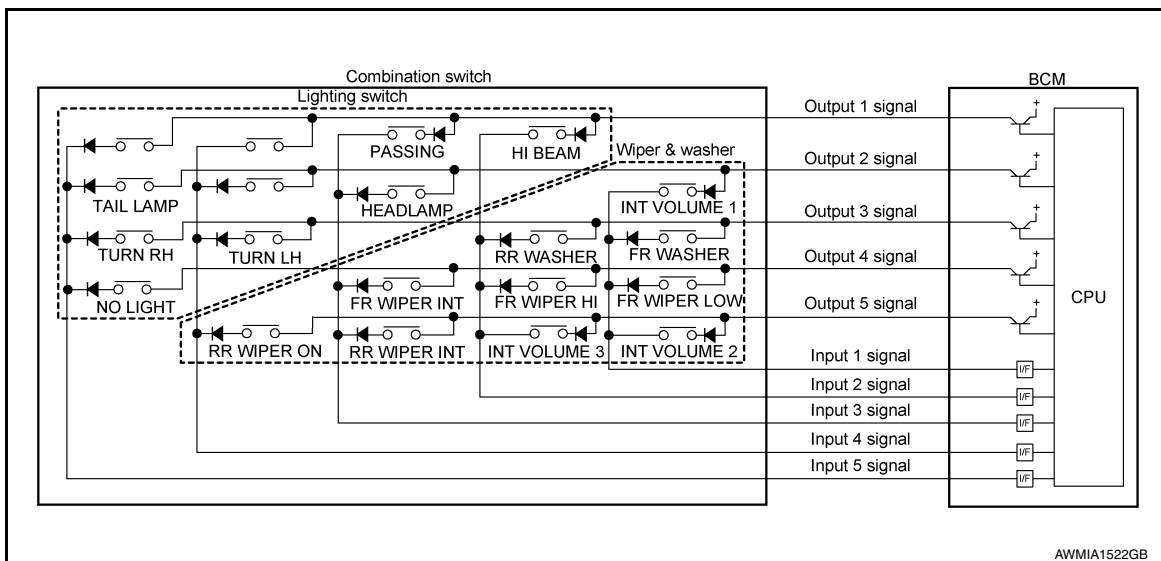 Combination switch
BCM
Lighting switch
Output 1 signal
PASSING
HI BEAM
Wiper & washer
Output 2 signal
TAIL LAMP
HEADLAMP
INT VOLUME 1
Output 3 signal
TURN RH
TURN LH
RR WASHER
FR WASHER
Output 4 signal
NO LIGHT
FR WIPER INT
FR WIPER HI
FR WIPER LOW
CPU
Output 5 signal
RR WIPER ON
RR WIPER INT
INT VOLUME 3
INT VOLUME 2
Input 1 signal
I/F
Input 2 signal
I/F
Input 3 signal
I/F
Input 4 signal
I/F
Input 5 signal
I/F
AWMIA1522GB